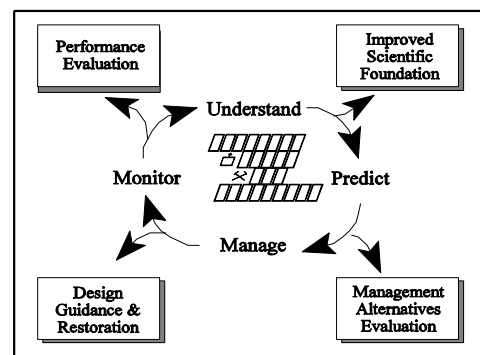 Performance
Evaluation
Improved
Scientific
Foundation
Understand
Monitor
Predict
Manage
Design
Guidance &
Restoration
Management
Alternatives
Evaluation